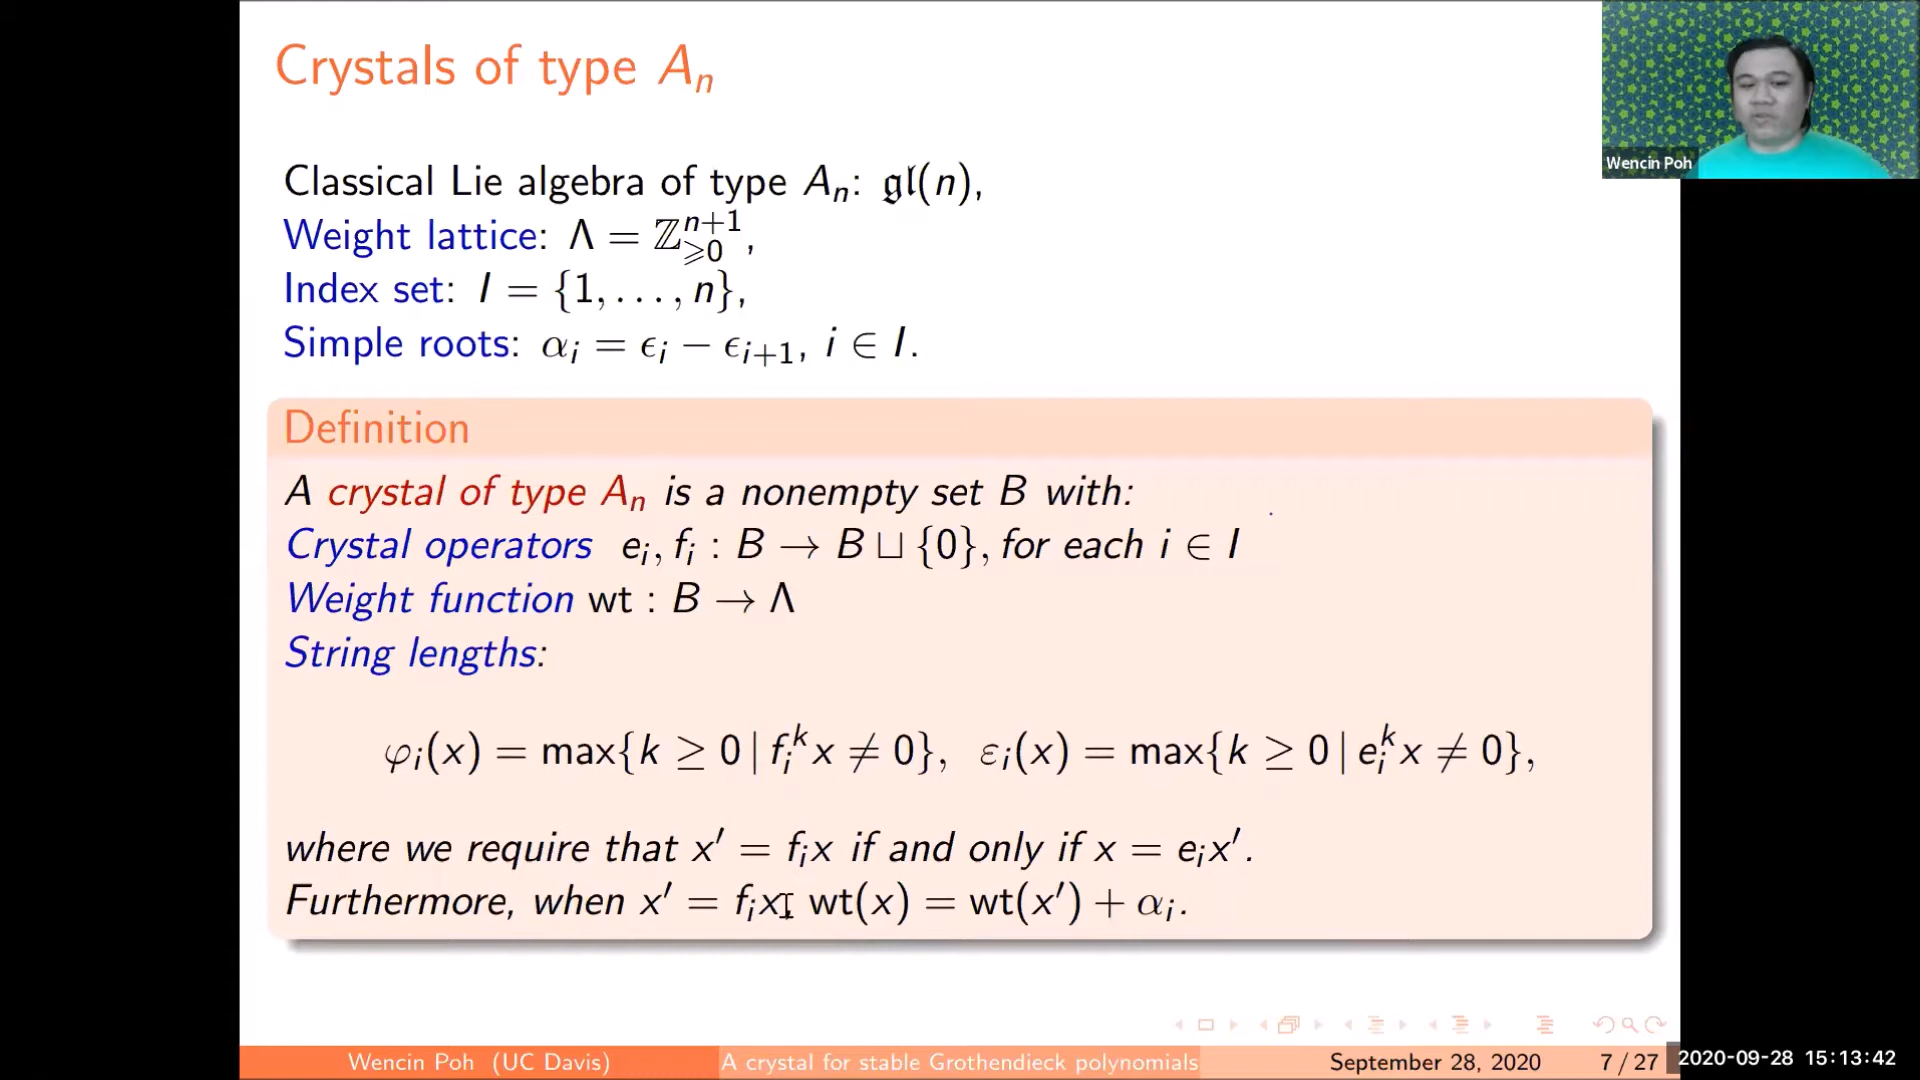 Crystals of type Aₙ
Wencin Poh
Classical Lie algebra of type Aₙ: 𝔤𝔩(n),
Weight lattice: Λ = ℤ^{n+1}_{⩾0},
Index set: I = {1, . . . , n},
Simple roots: α_i = ϵ_i − ϵ_{i+1}, i ∈ I.
Definition
A crystal of type Aₙ is a nonempty set B with:
Crystal operators e_i, f_i : B → B ⊔ {0}, for each i ∈ I
Weight function wt : B → Λ
String lengths:
φ_i(x) = max{k ≥ 0 | f_i^k x ≠ 0}, ε_i(x) = max{k ≥ 0 | e_i^k x ≠ 0},
where we require that x′ = f_i x if and only if x = e_i x′.
Furthermore, when x′ = f_i x, wt(x) = wt(x′) + α_i.
Wencin Poh (UC Davis) A crystal for stable Grothendieck polynomials September 28, 2020 7 / 27
2020-09-28 15:13:42